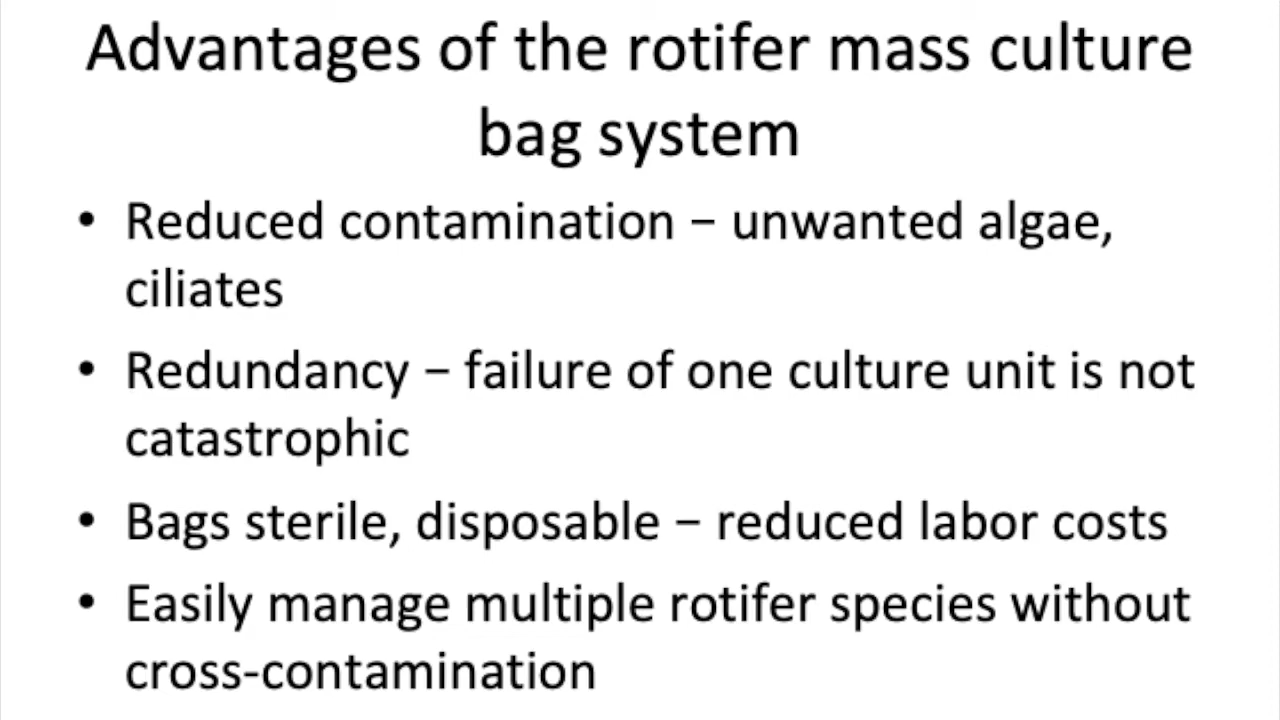 Advantages of the rotifer mass culture
bag system
• Reduced contamination – unwanted algae,
ciliates
• Redundancy – failure of one culture unit is not
catastrophic
• Bags sterile, disposable – reduced labor costs
• Easily manage multiple rotifer species without
cross-contamination